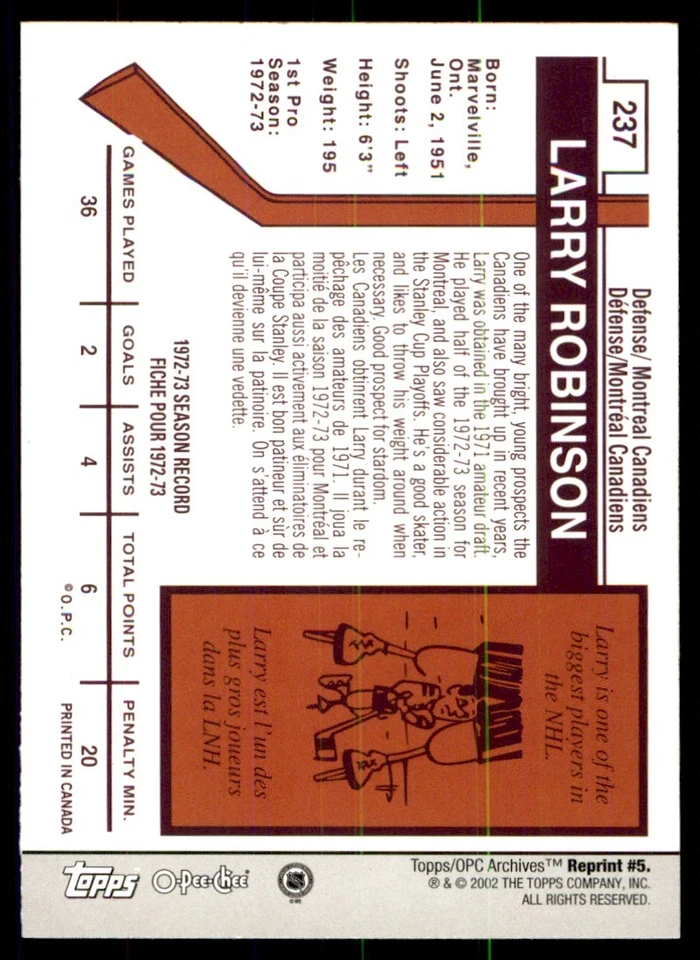 237
LARRY ROBINSON
Defense/Montreal Canadiens
Défense/Montréal Canadiens
Born:
Marvelville,
Ont.
June 2, 1951
Shoots: Left
Height: 6'3"
Weight: 195
1st Pro
Season:
1972-73
One of the many bright, young prospects the
Canadiens have brought up in recent years,
Larry was obtained in the 1971 amateur draft.
He played half of the 1972-73 season for
Montreal, and also saw considerable action in
the Stanley Cup Playoffs. He's a good skater,
and likes to throw his weight around when
necessary. Good prospect for stardom.
Les Canadiens obtinrent Larry durant le re-
pêchage des amateurs de 1971. Il joua la
moitié de la saison 1972-73 pour Montréal et
participa aussi activement aux éliminatoires de
la Coupe Stanley. Il est bon patineur et sûr de
lui-même sur la patinoire. On s'attend à ce
qu'il devienne une vedette.
Larry is one of the
biggest players in
the NHL.
Larry est l'un des
plus gros joueurs
dans la LNH.
1972-73 SEASON RECORD
FICHE POUR 1972-73
GAMES PLAYED GOALS ASSISTS TOTAL POINTS PENALTY MIN.
36 2 4 6 20
© O.P.C. PRINTED IN CANADA
Topps/OPC Archives™ Reprint #5.
® & © 2002 THE TOPPS COMPANY, INC.
ALL RIGHTS RESERVED.
topps O-Pee-Chee